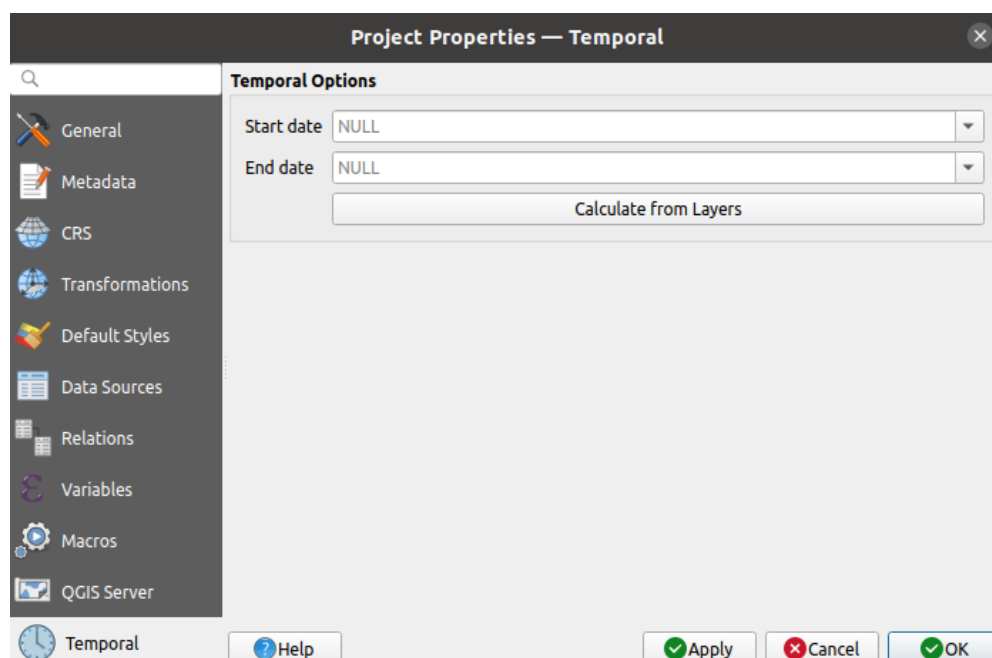 Project Properties — Temporal
Temporal Options
General
Metadata
CRS
Transformations
Default Styles
Data Sources
Relations
Variables
Macros
QGIS Server
Temporal
Start date NULL
End date NULL
Calculate from Layers
Help
Apply
Cancel
OK